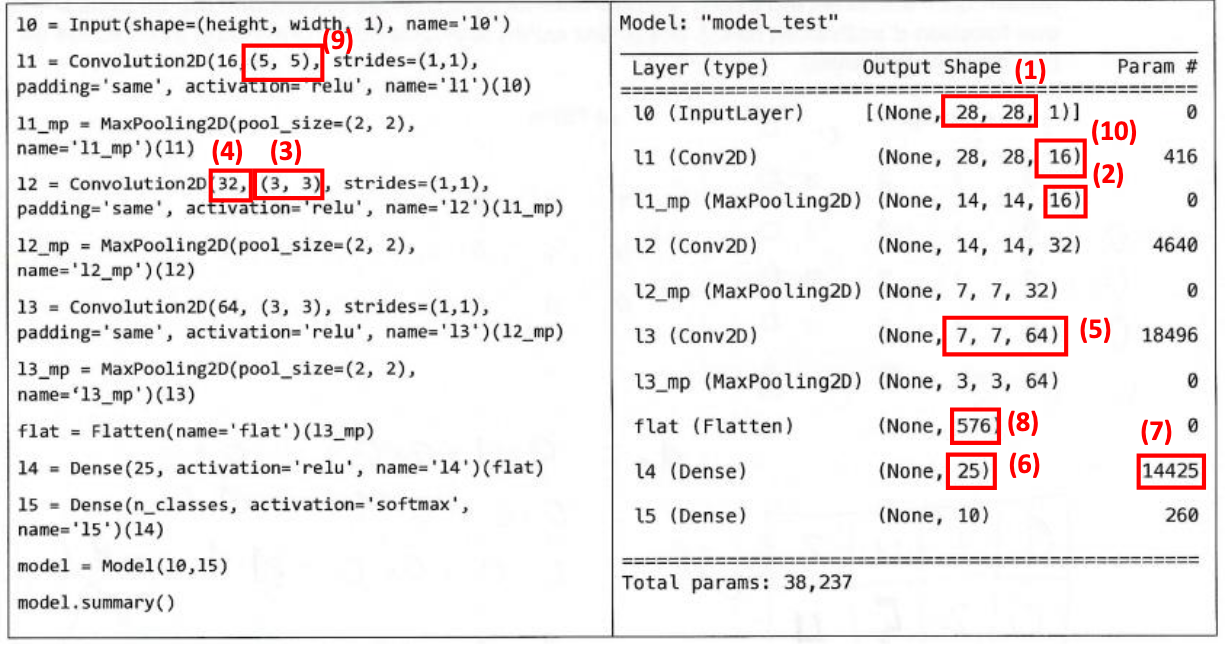 l0 = Input(shape=(height, width, 1), name='l0')
(9)
l1 = Convolution2D(16, (5, 5), strides=(1,1),
padding='same', activation='relu', name='l1')(l0)
l1_mp = MaxPooling2D(pool_size=(2, 2),
name='l1_mp')(l1)
(4) (3)
l2 = Convolution2D(32, (3, 3), strides=(1,1),
padding='same', activation='relu', name='l2')(l1_mp)
l2_mp = MaxPooling2D(pool_size=(2, 2),
name='l2_mp')(l2)
l3 = Convolution2D(64, (3, 3), strides=(1,1),
padding='same', activation='relu', name='l3')(l2_mp)
l3_mp = MaxPooling2D(pool_size=(2, 2),
name='l3_mp')(l3)
flat = Flatten(name='flat')(l3_mp)
l4 = Dense(25, activation='relu', name='l4')(flat)
l5 = Dense(n_classes, activation='softmax',
name='l5')(l4)
model = Model(l0,l5)
model.summary()
Model: "model_test"
Layer (type) Output Shape Param #
(1)
l0 (InputLayer) [(None, 28, 28, 1)] 0
(10)
l1 (Conv2D) (None, 28, 28, 16) 416
(2)
l1_mp (MaxPooling2D) (None, 14, 14, 16) 0
l2 (Conv2D) (None, 14, 14, 32) 4640
l2_mp (MaxPooling2D) (None, 7, 7, 32) 0
l3 (Conv2D) (None, 7, 7, 64) (5) 18496
l3_mp (MaxPooling2D) (None, 3, 3, 64) 0
flat (Flatten) (None, 576) (8) 0
(7)
l4 (Dense) (None, 25) (6) 14425
l5 (Dense) (None, 10) 260
Total params: 38,237